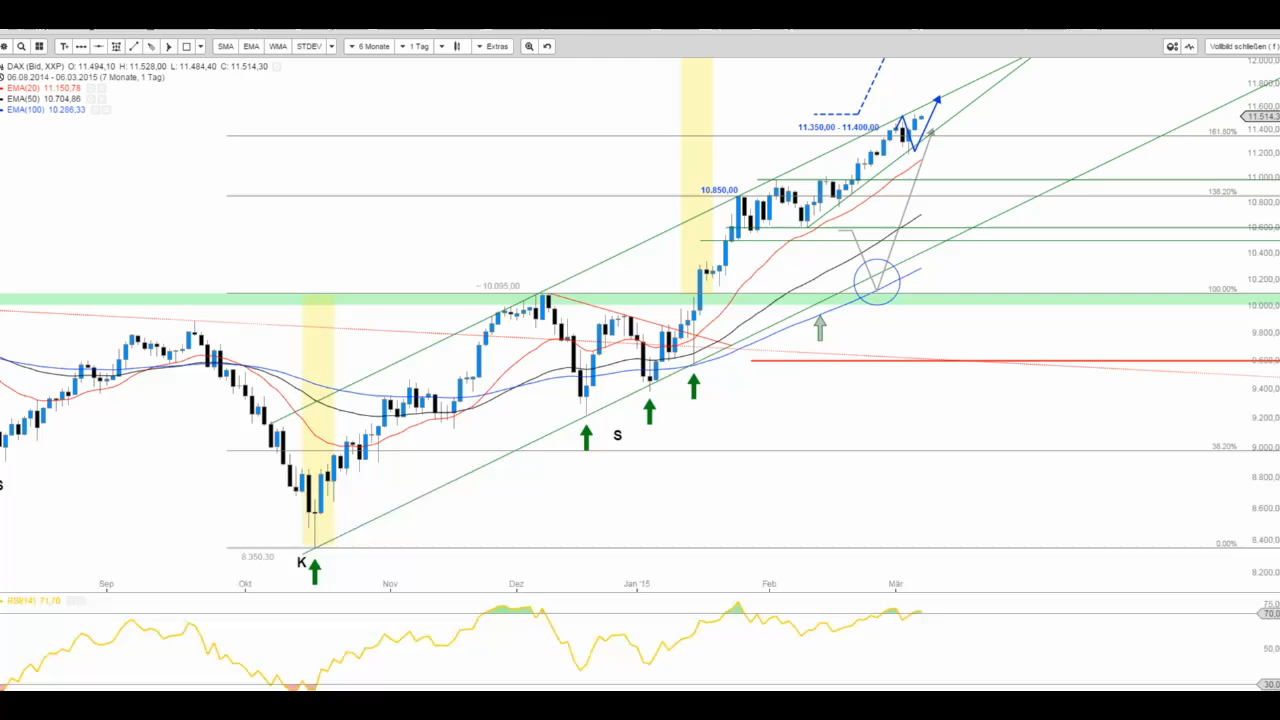 SMA EMA WMA STDEV 6 Monate 1 Tag Extras Vollbild schließen ( f )
DAX (Bid, XXP) O: 11.494,10 H: 11.528,00 L: 11.484,40 C: 11.514,30
06.08.2014 - 06.03.2015 (7 Monate, 1 Tag)
EMA(20) 11.150,78
EMA(50) 10.704,86
EMA(100) 10.286,33
12.000,0
11.800,0
11.600,0
11.514,3
11.350,00 - 11.400,00
11.400,0
161.80%
11.200,0
11.000,0
10.850,00
138.20%
10.800,0
10.600,0
10.400,0
10.200,0
10.095,00
100.00%
10.000,0
9.800,0
9.600,0
9.400,0
9.200,0
S
9.000,0
38.20%
8.800,0
S
8.600,0
8.400,0
0.00%
8.350,30
K
8.200,0
Sep Okt Nov Dez Jan '15 Feb Mär
RSI(14) 71,70
75,00
70,0
50,00
30,0